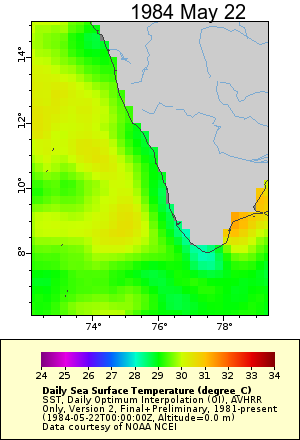 1984 May 22
14°
12°
10°
8°
74° 76° 78°
24 25 26 27 28 29 30 31 32 33 34
Daily Sea Surface Temperature (degree_C)
SST, Daily Optimum Interpolation (OI), AVHRR
Only, Version 2, Final+Preliminary, 1981-present
(1984-05-22T00:00:00Z, Altitude=0.0 m)
Data courtesy of NOAA NCEI